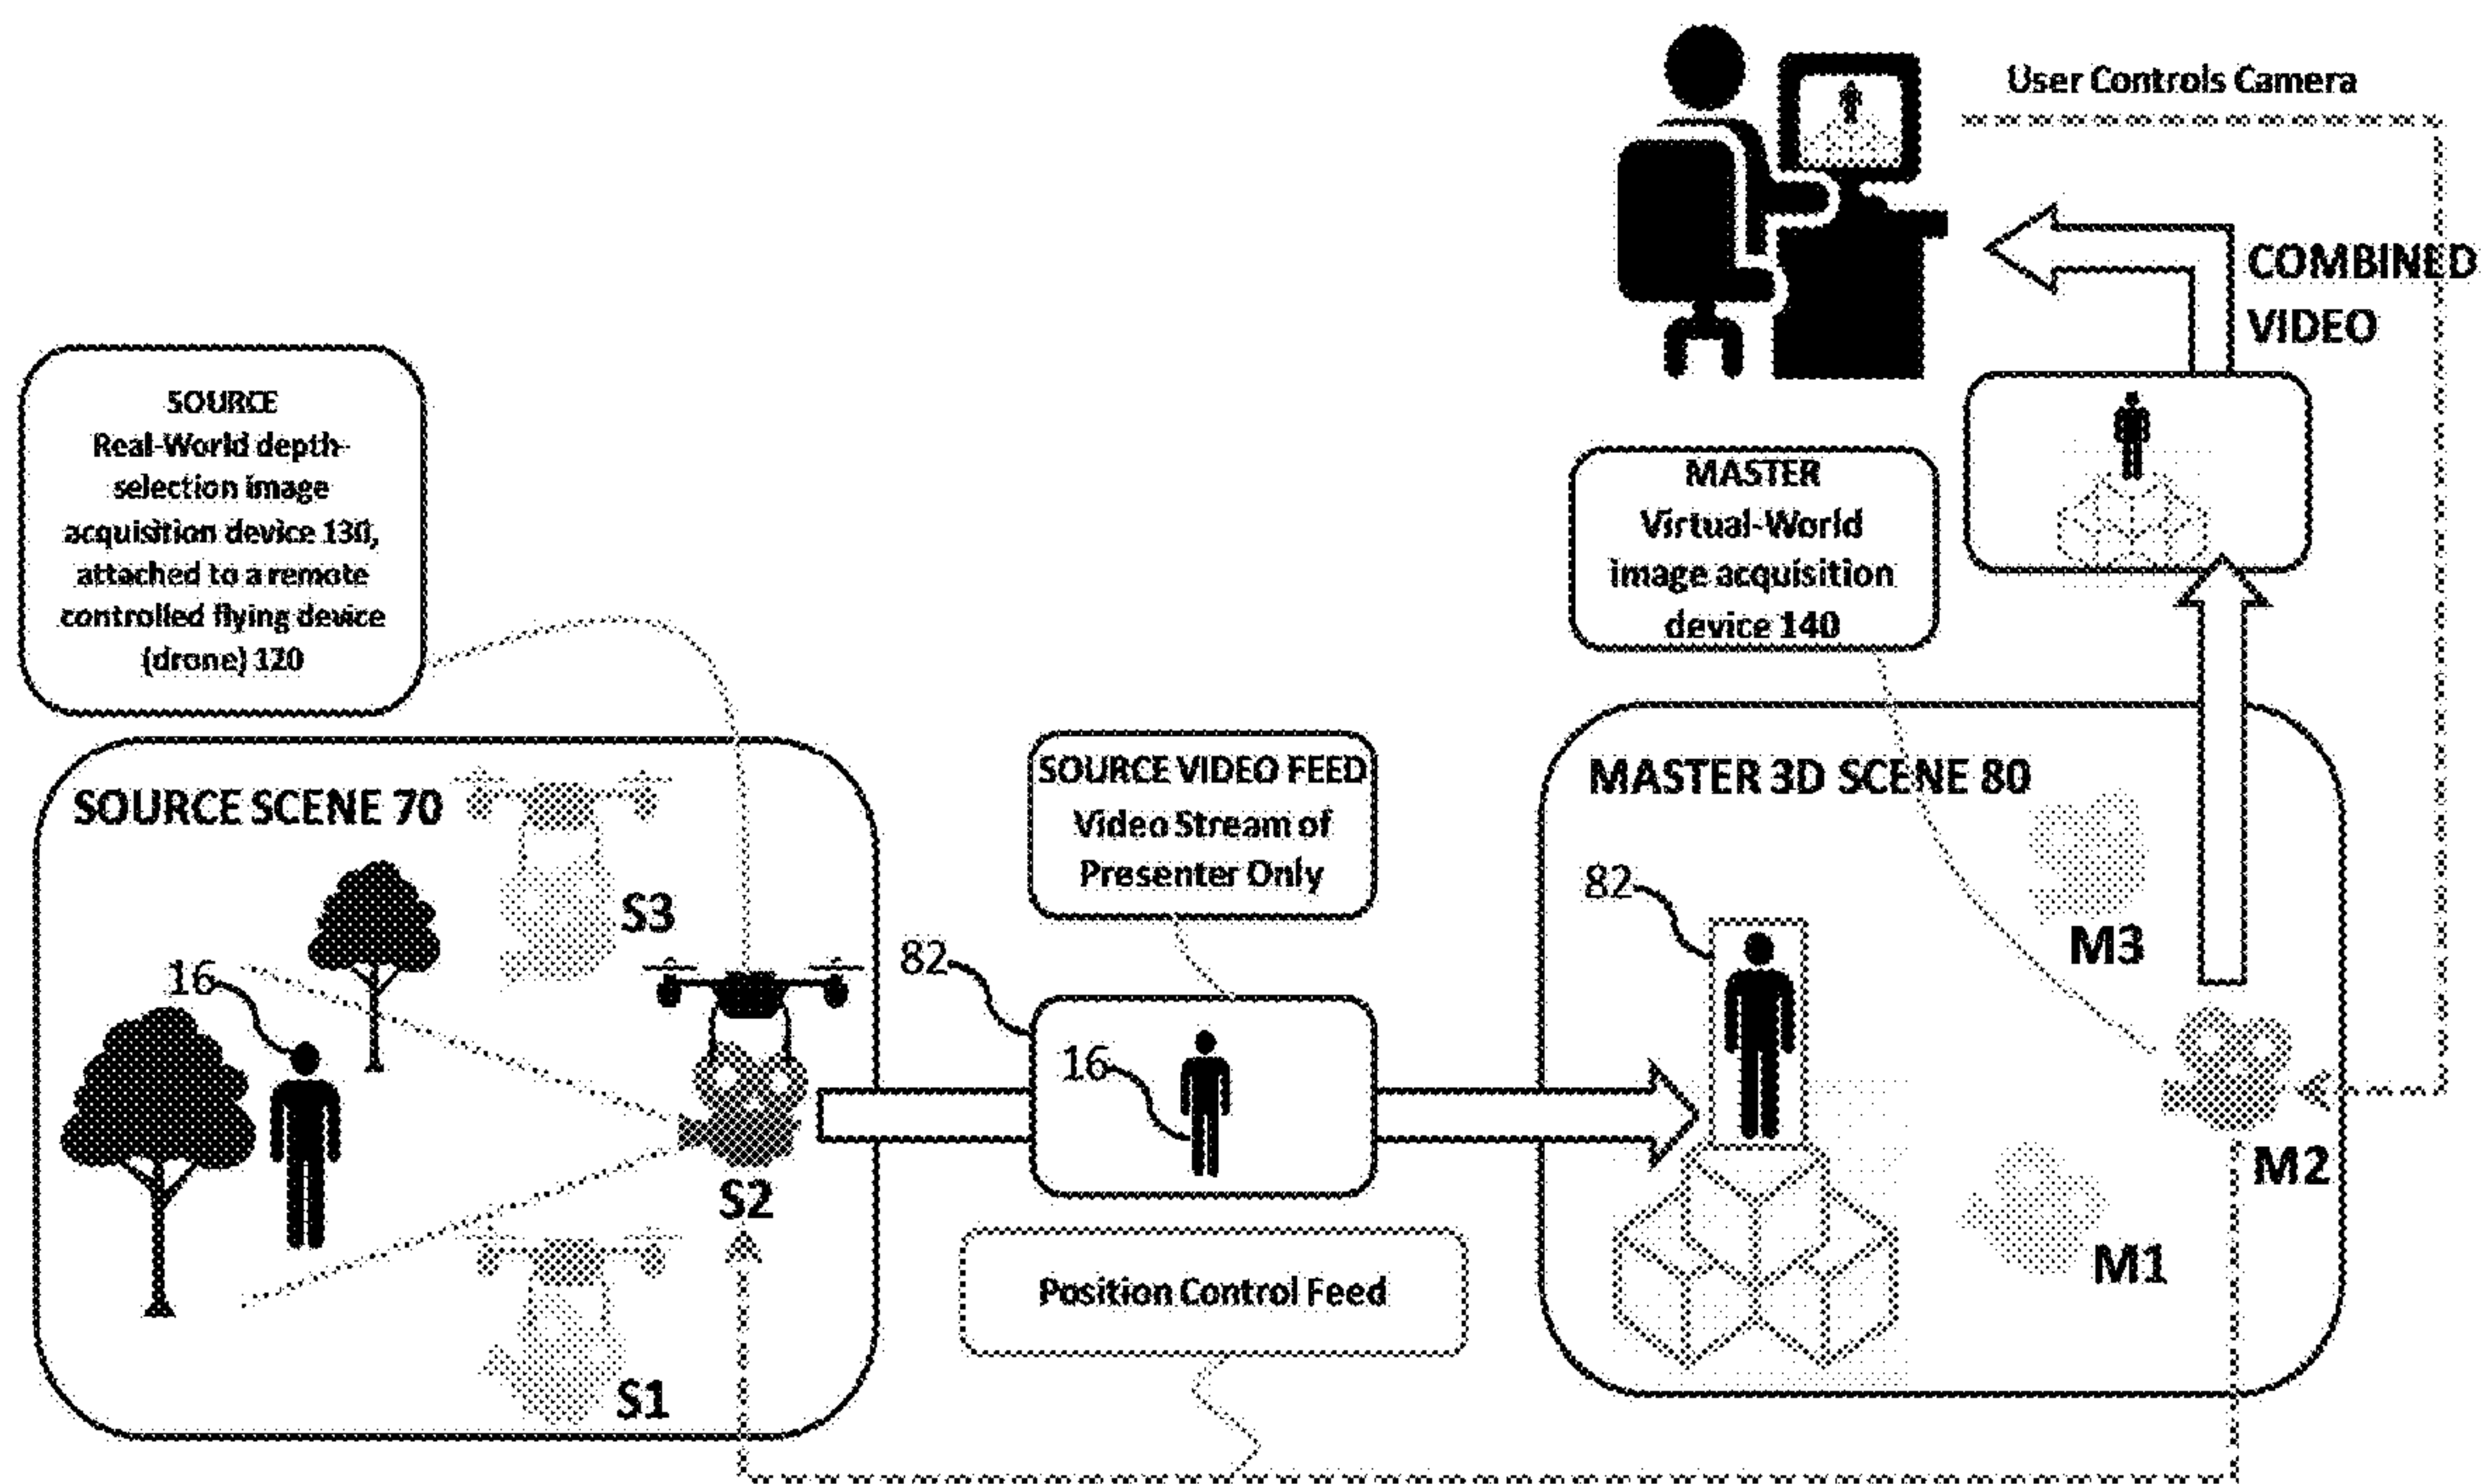 User Controls Camera
COMBINED
VIDEO
SOURCE
Real-World depth-
selection image
acquisition device 130,
attached to a remote
controlled flying device
(drone) 120
MASTER
Virtual-World
image acquisition
device 140
SOURCE SCENE 70
SOURCE VIDEO FEED
Video Stream of
Presenter Only
MASTER 3D SCENE 80
16
S3
82
16
82
M3
S2
M2
S1
M1
Position Control Feed